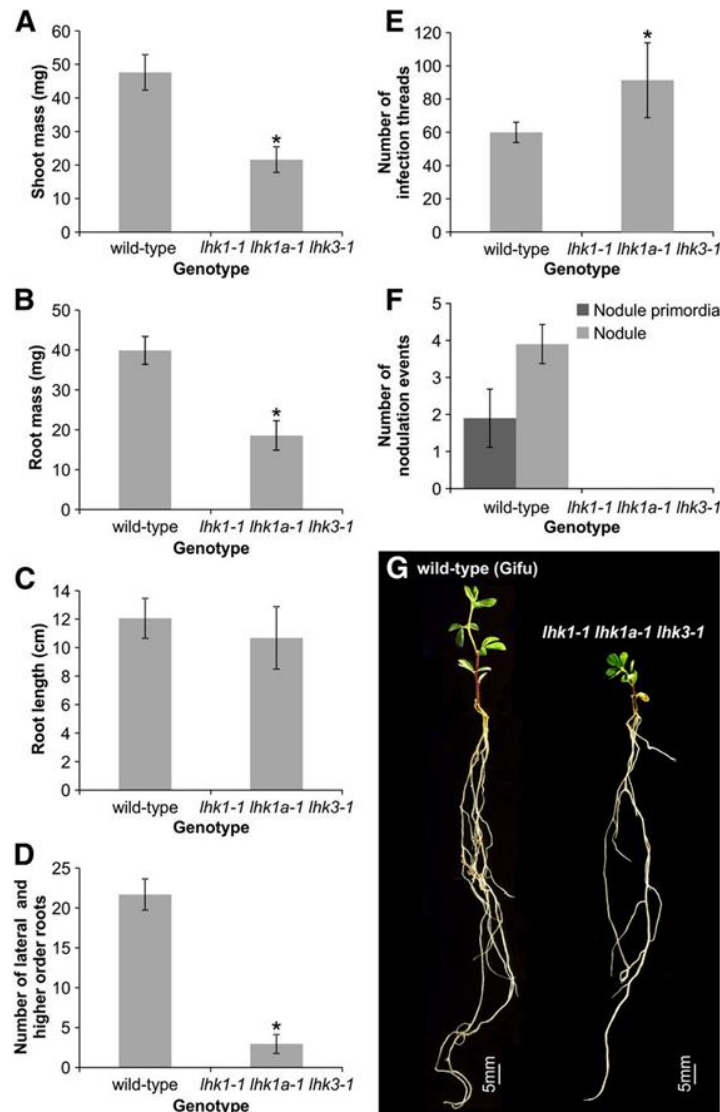 A
Shoot mass (mg)
60
50
40
30
20
10
0
*
wild-type lhk1-1 lhk1a-1 lhk3-1
Genotype
B
Root mass (mg)
50
40
30
20
10
0
*
wild-type lhk1-1 lhk1a-1 lhk3-1
Genotype
C
Root length (cm)
14
12
10
8
6
4
2
0
wild-type lhk1-1 lhk1a-1 lhk3-1
Genotype
D
Number of lateral and
higher order roots
25
20
15
10
5
0
*
wild-type lhk1-1 lhk1a-1 lhk3-1
Genotype
E
Number of
infection threads
120
100
80
60
40
20
0
*
wild-type lhk1-1 lhk1a-1 lhk3-1
Genotype
F
Number of
nodulation events
5
4
3
2
1
0
Nodule primordia
Nodule
wild-type lhk1-1 lhk1a-1 lhk3-1
Genotype
G wild-type (Gifu)
lhk1-1 lhk1a-1 lhk3-1
5mm
5mm